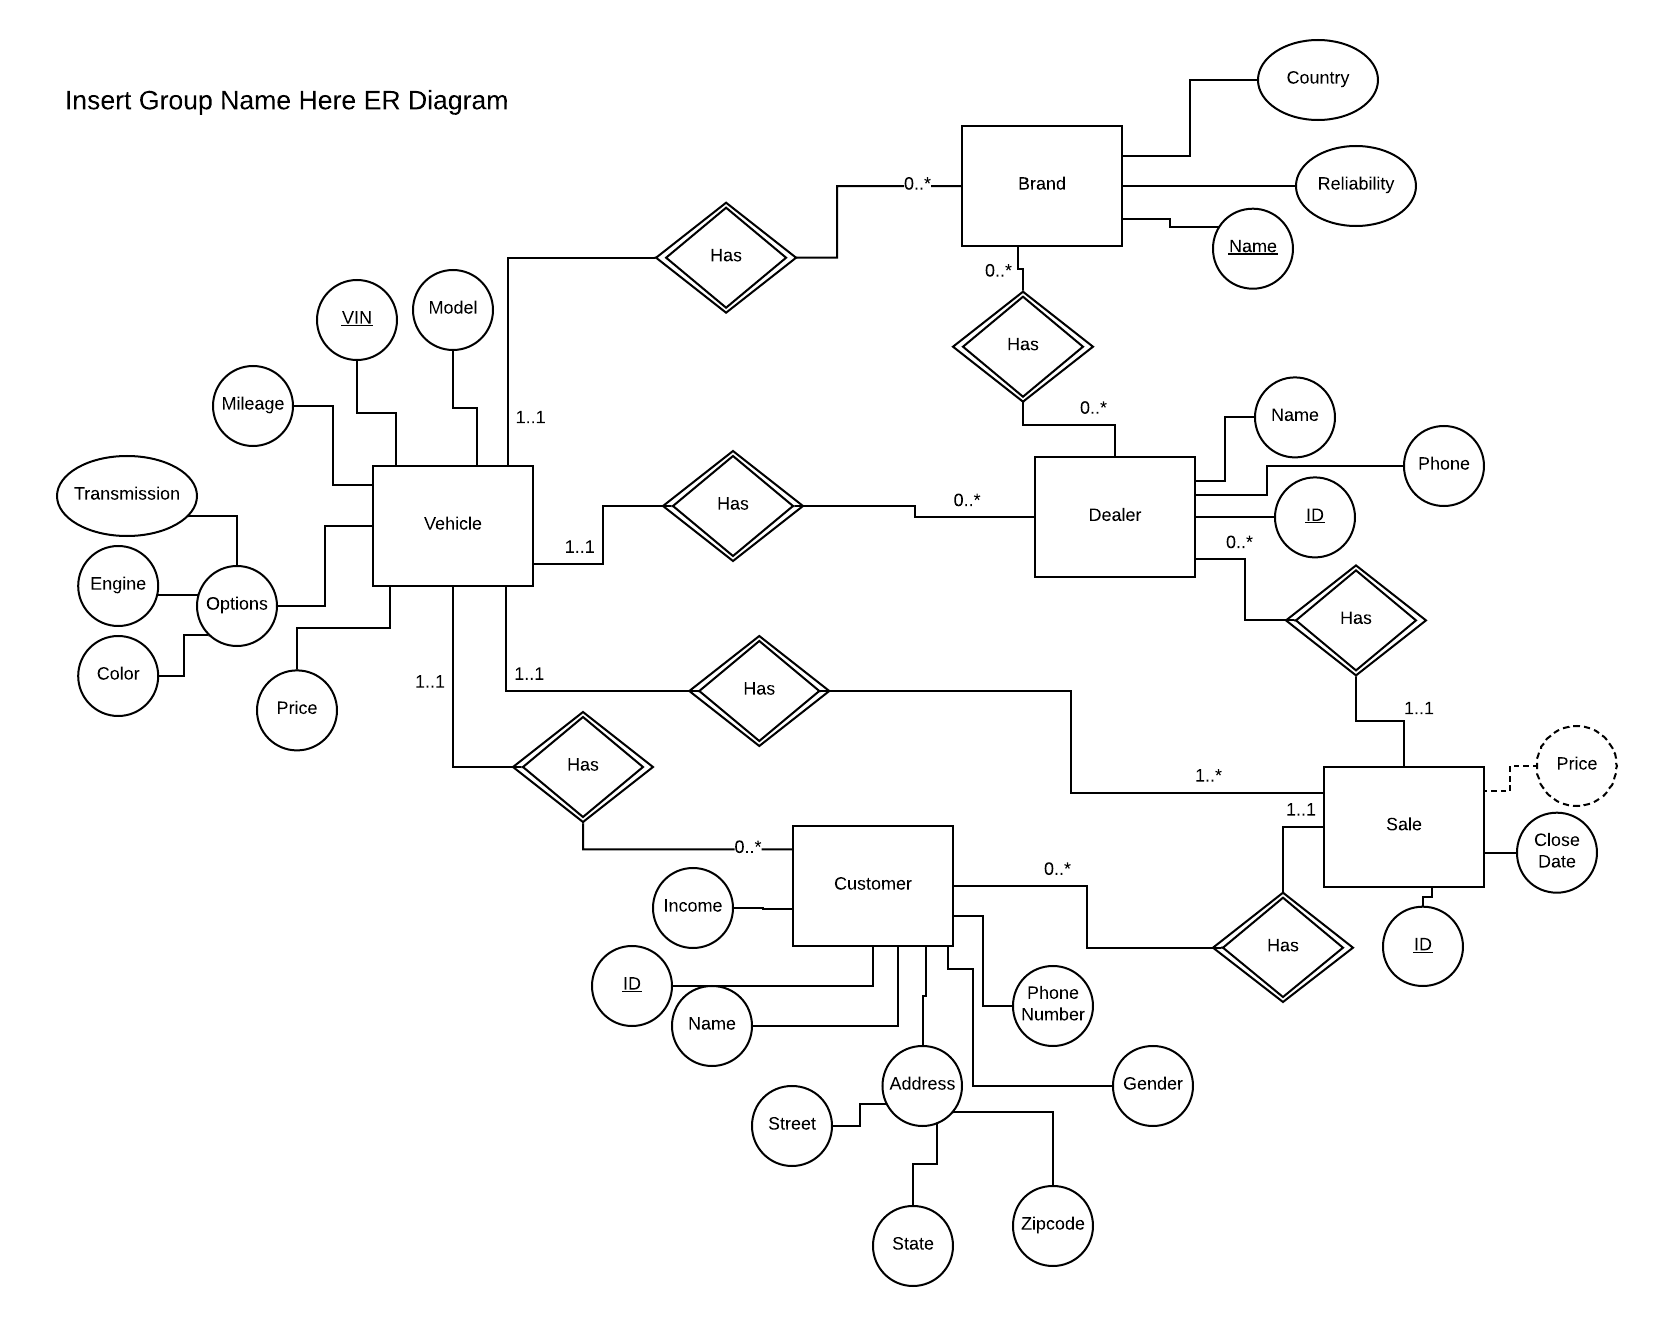 Insert Group Name Here ER Diagram
Country
Brand
Reliability
0..*
Name
Has
0..*
VIN
Model
Has
Mileage
1..1
0..*
Name
Transmission
Vehicle
Has
0..*
Dealer
Phone
ID
1..1
0..*
Engine
Options
Has
Color
1..1
1..1
Has
Price
1..1
Has
1..*
Price
1..1
Sale
0..*
Close
Date
Customer
0..*
Income
Has
ID
ID
Name
Phone
Number
Address
Gender
Street
State
Zipcode